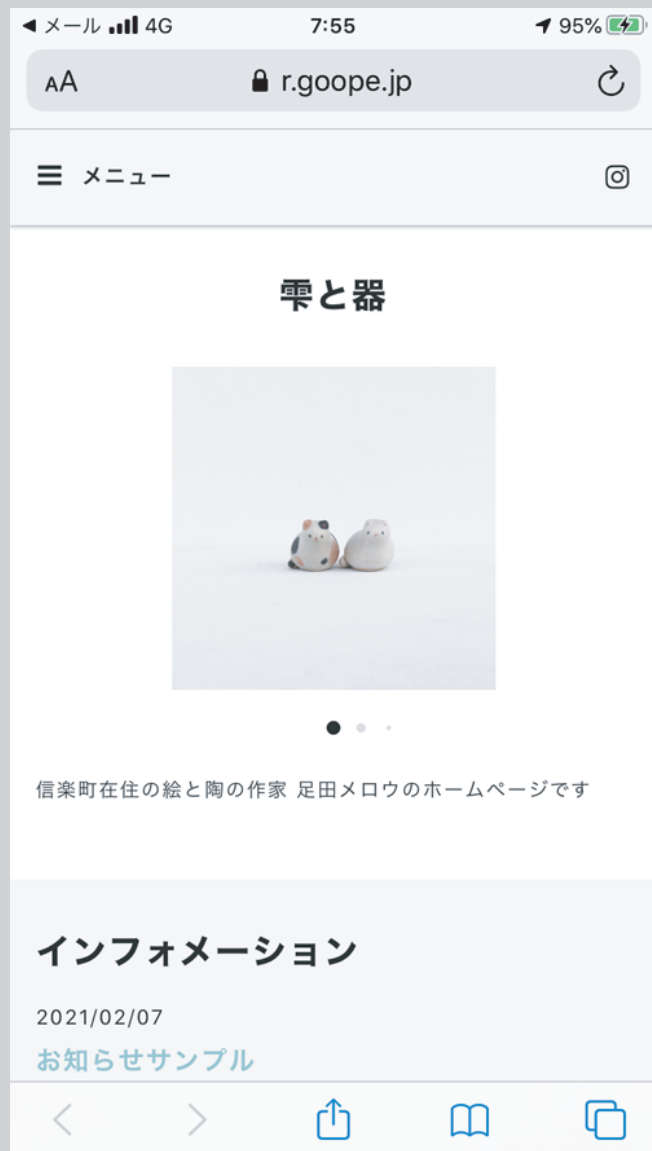 メール 4G 7:55 95%
AA r.goope.jp
メニュー
雫と器
信楽町在住の絵と陶の作家 足田メロウのホームページです
インフォメーション
2021/02/07
お知らせサンプル